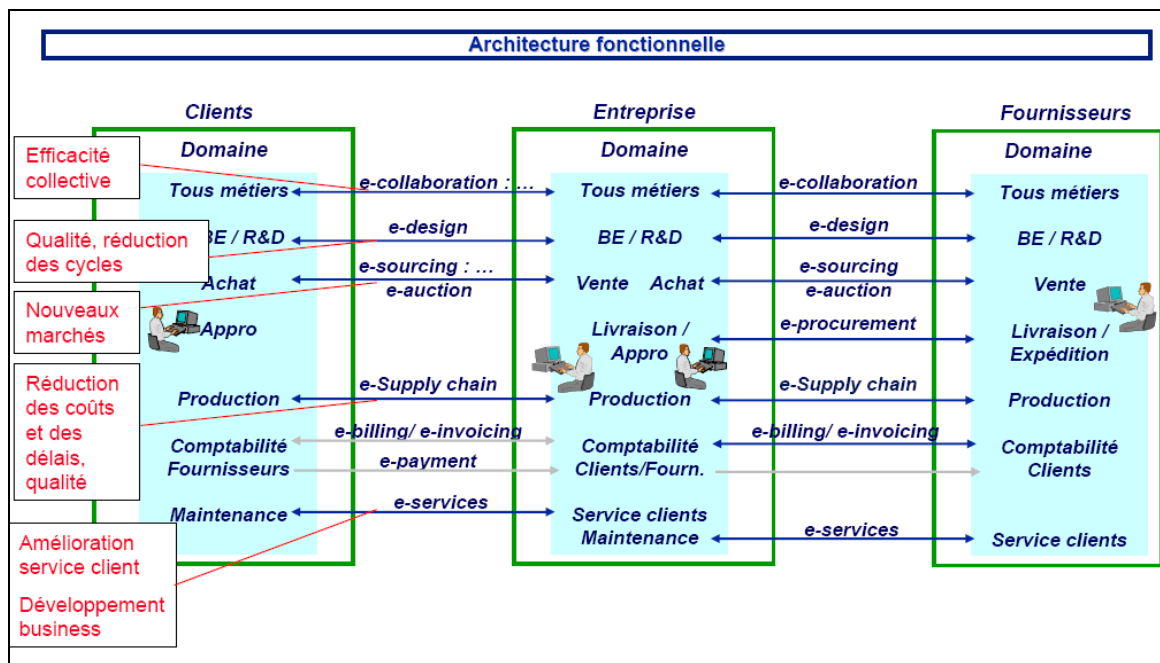 Architecture fonctionnelle
Clients
Entreprise
Fournisseurs
Domaine
Domaine
Domaine
Efficacité
collective
Tous métiers
e-collaboration : ...
Tous métiers
e-collaboration
Tous métiers
Qualité, réduction
des cycles
BE / R&D
e-design
BE / R&D
e-design
BE / R&D
Achat
e-sourcing : ...
e-auction
Vente Achat
e-sourcing
e-auction
Vente
Nouveaux
marchés
Appro
Livraison /
Appro
e-procurement
Livraison /
Expédition
Réduction
des coûts
et des
délais,
qualité
Production
e-Supply chain
Production
e-Supply chain
Production
Comptabilité
Fournisseurs
e-billing/ e-invoicing
e-payment
Comptabilité
Clients/Fourn.
e-billing/ e-invoicing
Comptabilité
Clients
Maintenance
e-services
Service clients
Maintenance
e-services
Service clients
Amélioration
service client
Développement
business